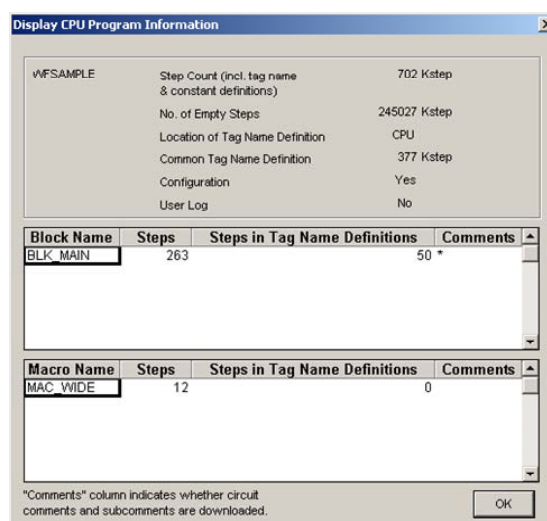 Display CPU Program Information
WFSAMPLE
Step Count (incl. tag name & constant definitions) 702 Kstep
No. of Empty Steps 245027 Kstep
Location of Tag Name Definition CPU
Common Tag Name Definition 377 Kstep
Configuration Yes
User Log No
Block Name Steps Steps in Tag Name Definitions Comments
BLK_MAIN 263 50 *
Macro Name Steps Steps in Tag Name Definitions Comments
MAC_WIDE 12 0
"Comments" column indicates whether circuit
comments and subcomments are downloaded.
OK